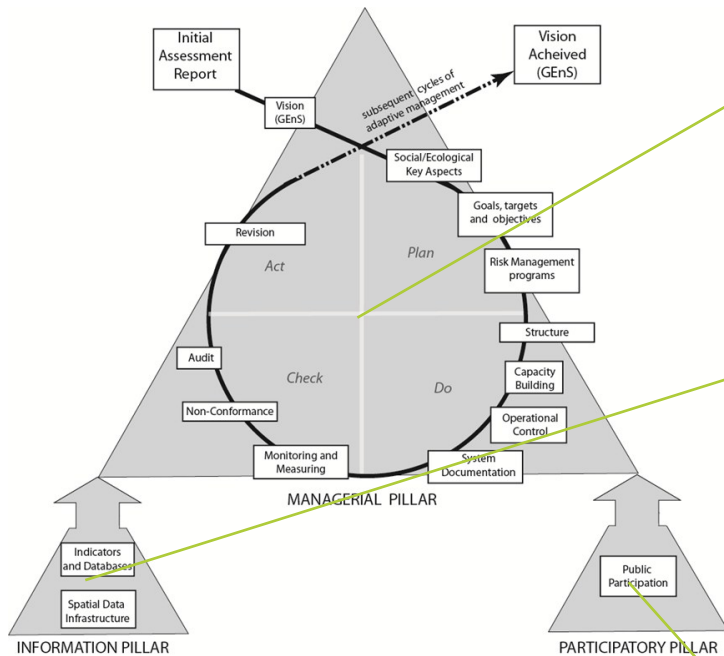 Initial
Assessment
Report
Vision
Acheived
(GEnS)
Vision
(GEnS)
subsequent cycles of
adaptive management
Social/Ecological
Key Aspects
Goals, targets
and objectives
Revision
Act
Plan
Risk Management
programs
Structure
Audit
Check
Do
Capacity
Building
Non-Conformance
Operational
Control
Monitoring and
Measuring
System
Documentation
MANAGERIAL PILLAR
Indicators
and Databases
Spatial Data
Infrastructure
INFORMATION PILLAR
Public
Participation
PARTICIPATORY PILLAR